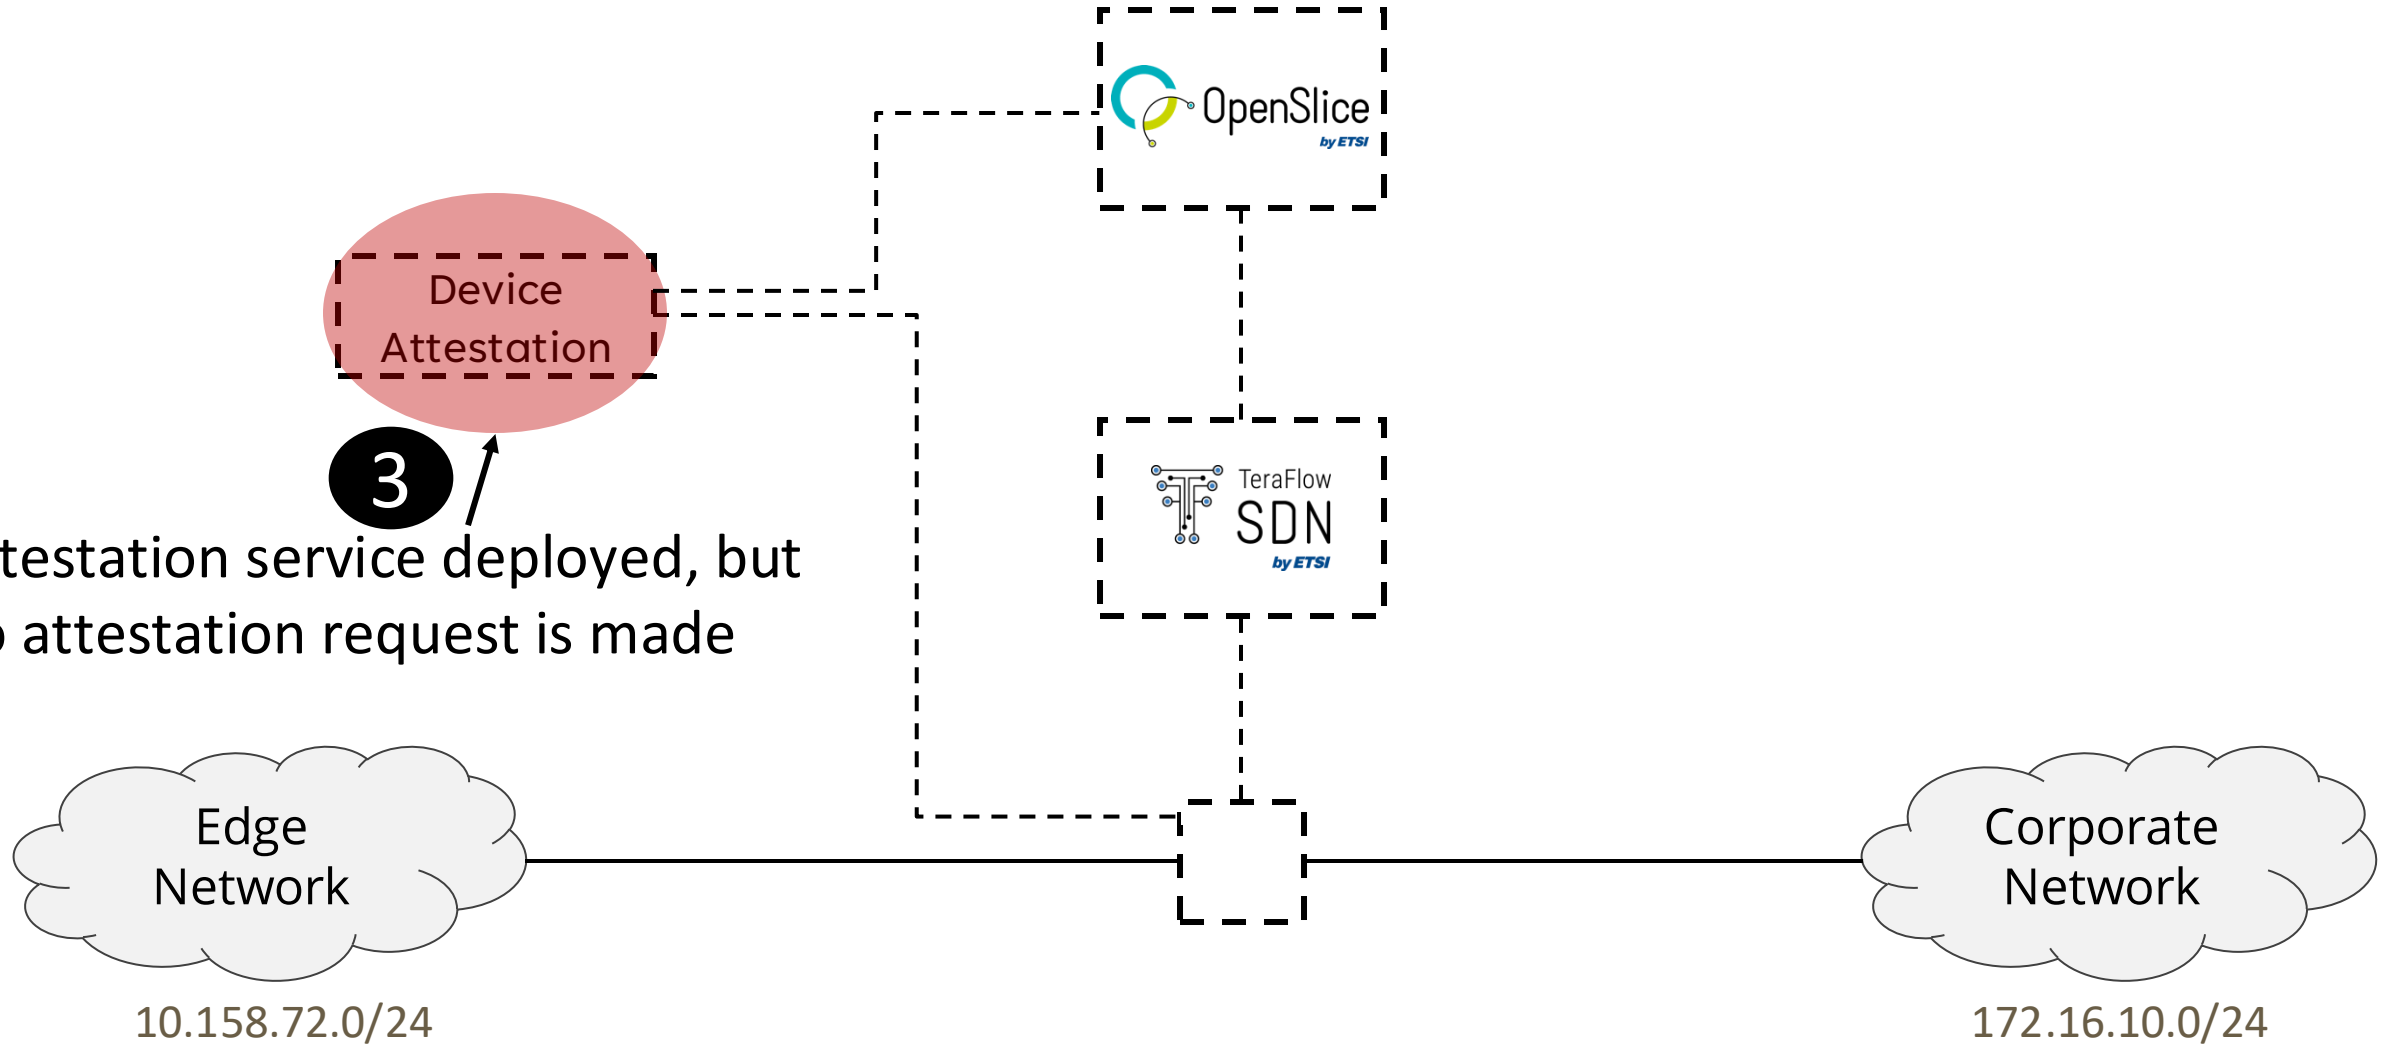 OpenSlice
by ETSI
Device
Attestation
3
ttestation service deployed, but
attestation request is made
TeraFlow
SDN
by ETSI
Edge
Network
10.158.72.0/24
Corporate
Network
172.16.10.0/24